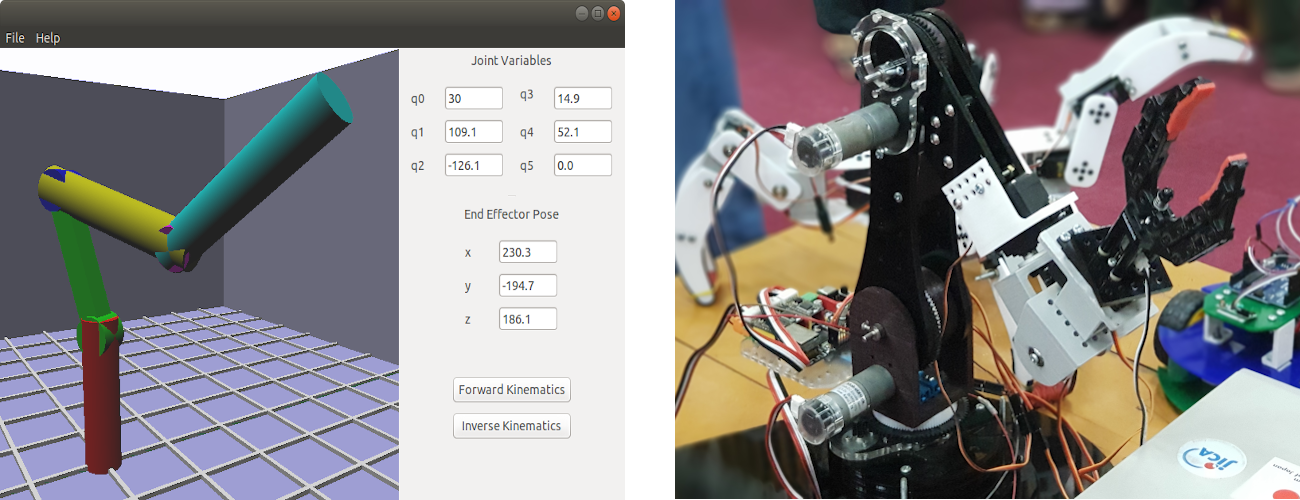 File Help
Joint Variables
q0 30 q3 14.9
q1 109.1 q4 52.1
q2 -126.1 q5 0.0
End Effector Pose
x 230.3
y -194.7
z 186.1
Forward Kinematics
Inverse Kinematics
jICA